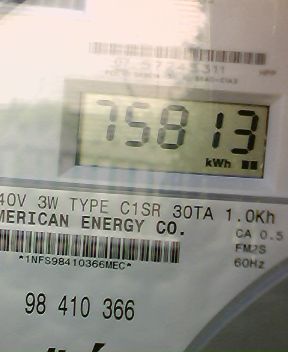 75813
kWh
40V 3W TYPE C1SR 30TA 1.0Kh
MERICAN ENERGY CO.
CA 0.5
FM2S
*1NFS98410366MEC*
60Hz
98 410 366